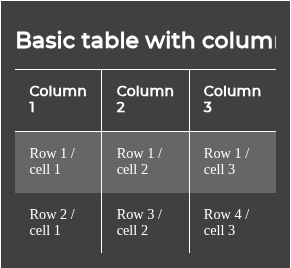 Basic table with colum
Column 1 Column 2 Column 3
Row 1 / cell 1 Row 1 / cell 2 Row 1 / cell 3
Row 2 / cell 1 Row 3 / cell 2 Row 4 / cell 3